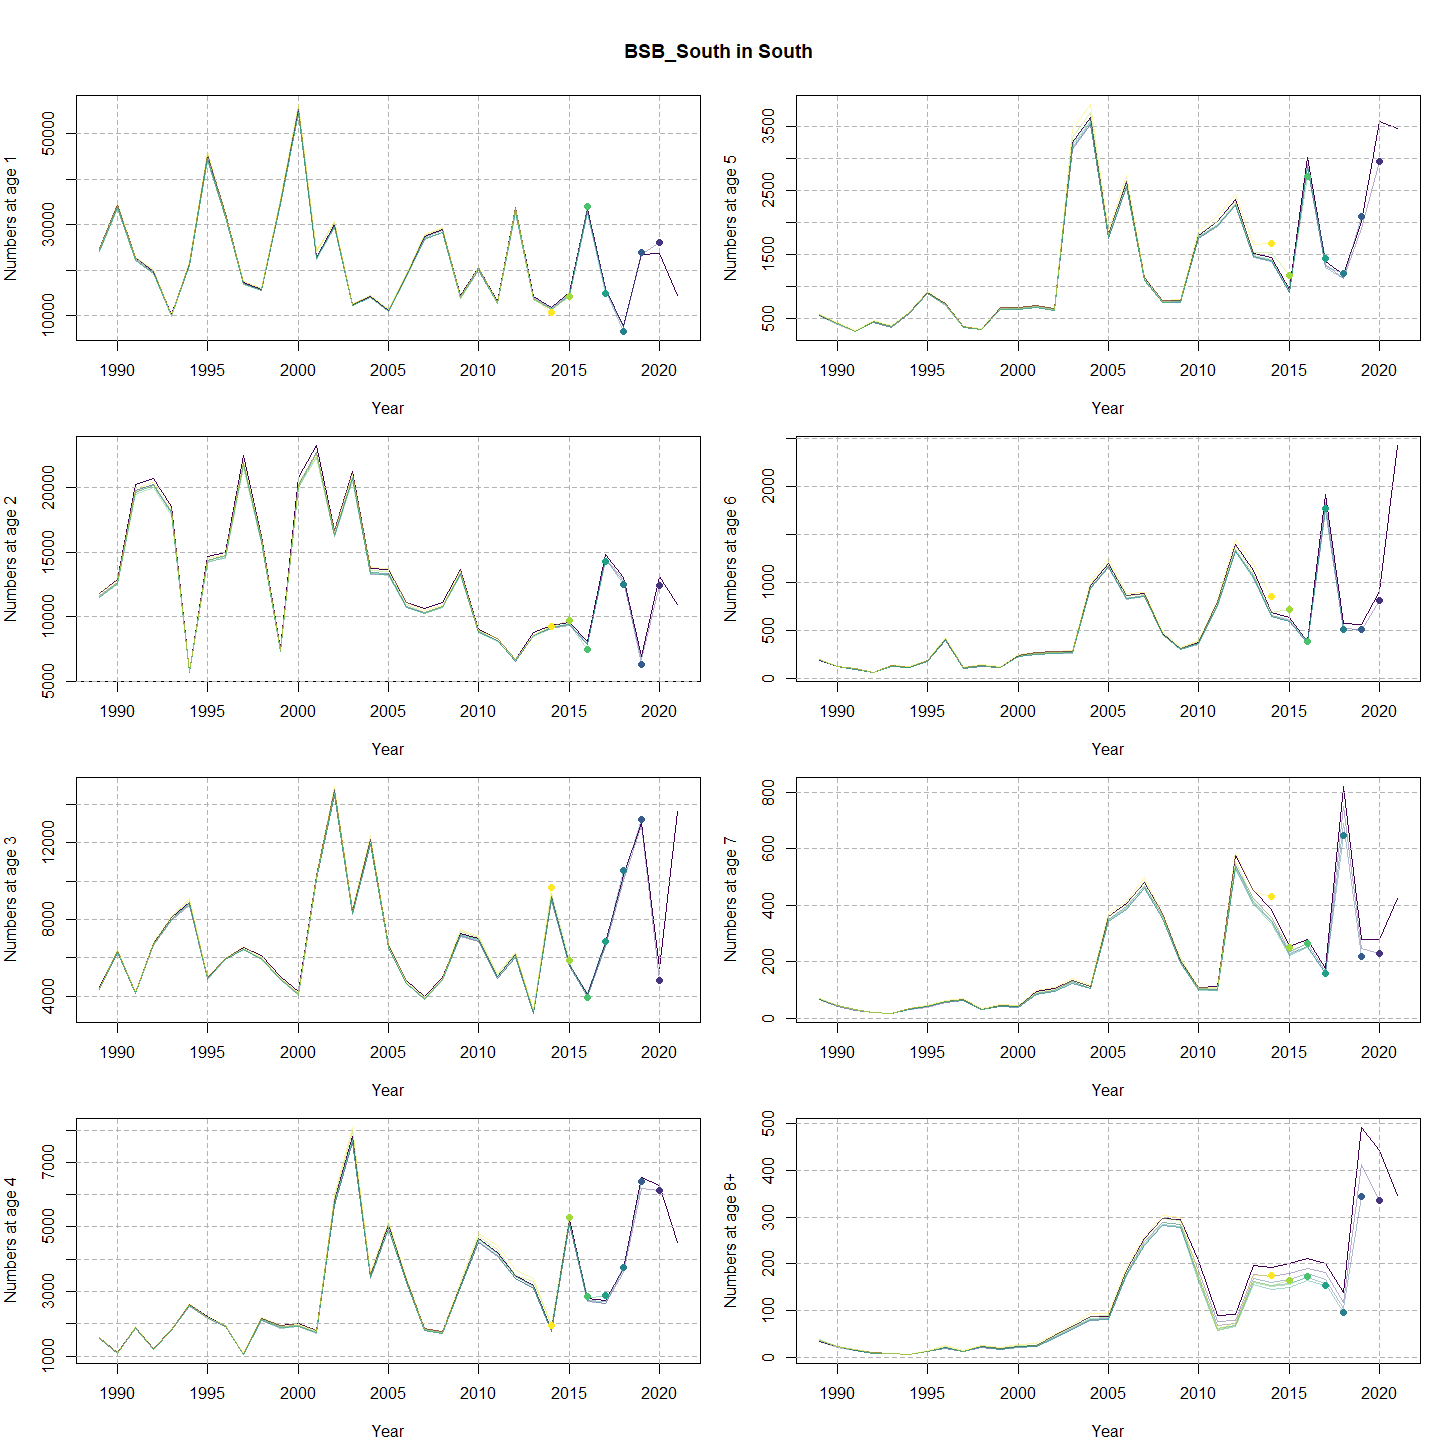 BSB_South in South
Numbers at age 1
10000 30000 50000
1990 1995 2000 2005 2010 2015 2020
Year
Numbers at age 5
500 1500 2500 3500
1990 1995 2000 2005 2010 2015 2020
Year
Numbers at age 2
5000 10000 15000 20000
1990 1995 2000 2005 2010 2015 2020
Year
Numbers at age 6
0 500 1000 2000
1990 1995 2000 2005 2010 2015 2020
Year
Numbers at age 3
4000 8000 12000
1990 1995 2000 2005 2010 2015 2020
Year
Numbers at age 7
0 200 400 600 800
1990 1995 2000 2005 2010 2015 2020
Year
Numbers at age 4
1000 3000 5000 7000
1990 1995 2000 2005 2010 2015 2020
Year
Numbers at age 8+
0 100 200 300 400 500
1990 1995 2000 2005 2010 2015 2020
Year